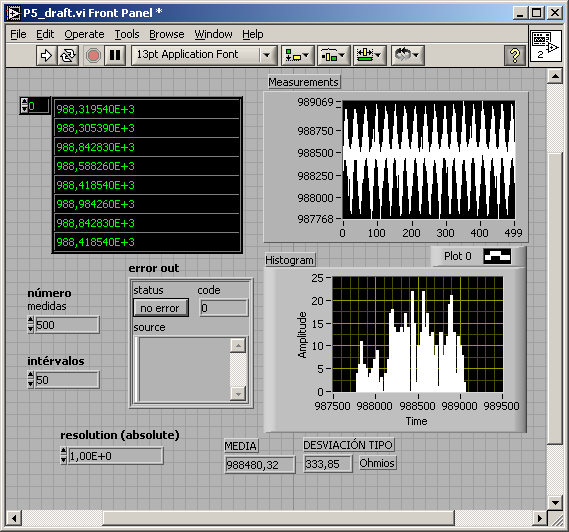 P5_draft.vi Front Panel *
File Edit Operate Tools Browse Window Help
13pt Application Font
?
2
Measurements
0
988,319540E+3
988,305390E+3
988,842830E+3
988,588260E+3
988,418540E+3
988,984260E+3
988,842830E+3
988,418540E+3
989069
988750
988500
988250
988000
987768
0 100 200 300 400 499
Plot 0
Histogram
25
20
15
10
5
0
Amplitude
987500 988000 988500 989000 989500
Time
error out
status code
no error 0
source
número
medidas
500
intérvalos
50
resolution (absolute)
1,00E+0
MEDIA DESVIACIÓN TIPO
988480,32 333,85 Ohmios